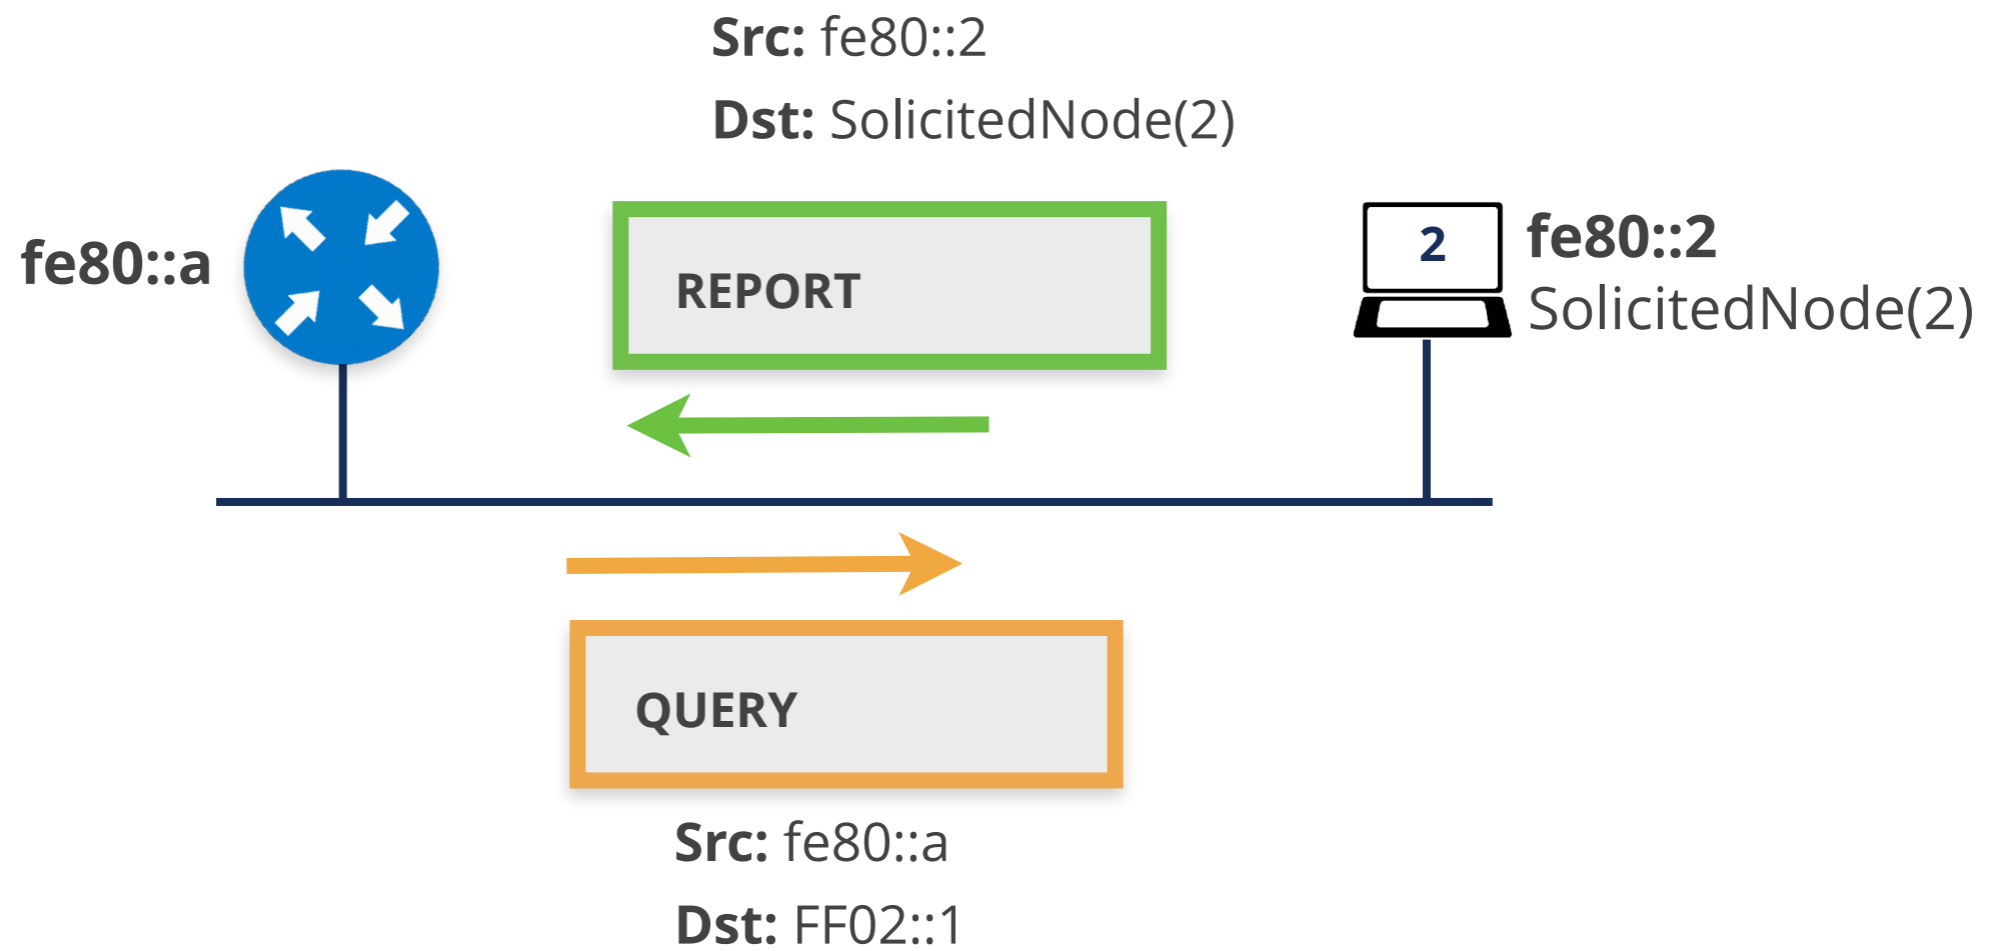 Src: fe80::2
Dst: SolicitedNode(2)
fe80::a
REPORT
2
fe80::2
SolicitedNode(2)
QUERY
Src: fe80::a
Dst: FF02::1